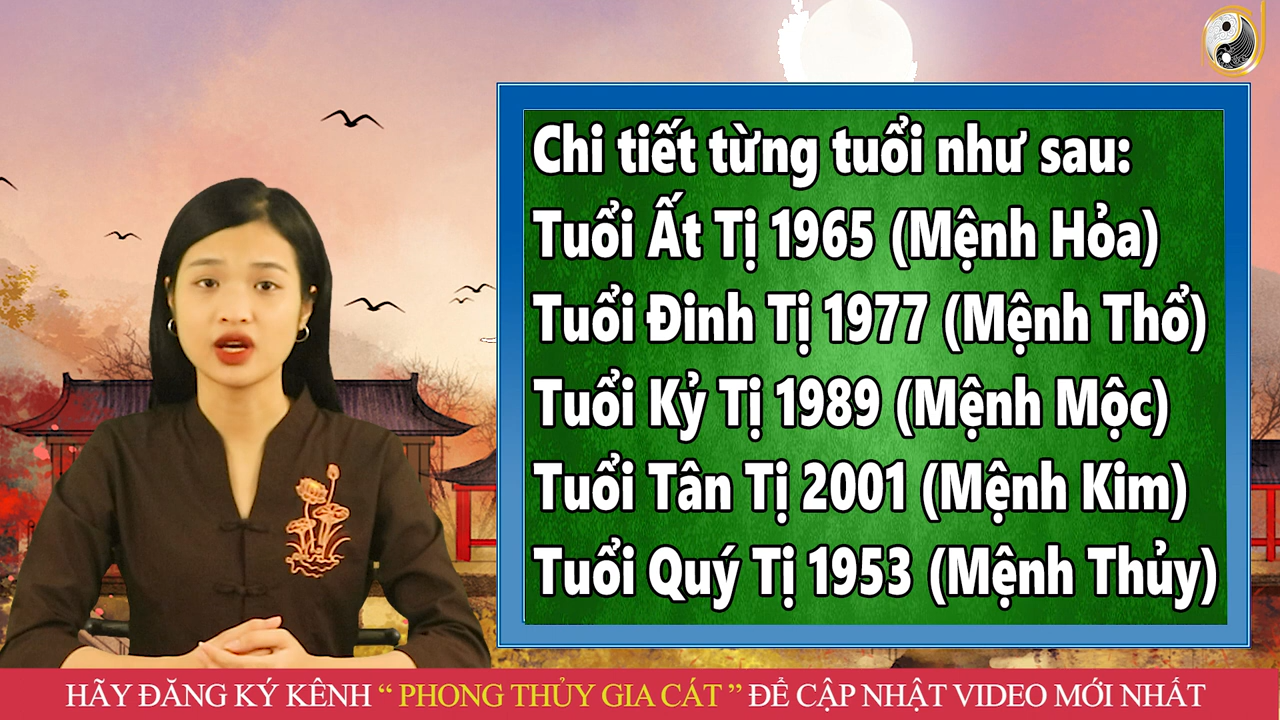 Chi tiết từng tuổi như sau:
Tuổi Ất Tị 1965 (Mệnh Hỏa)
Tuổi Đinh Tị 1977 (Mệnh Thổ)
Tuổi Kỷ Tị 1989 (Mệnh Mộc)
Tuổi Tân Tị 2001 (Mệnh Kim)
Tuổi Quý Tị 1953 (Mệnh Thủy)
HÃY ĐĂNG KÝ KÊNH “ PHONG THỦY GIA CÁT ” ĐỂ CẬP NHẬT VIDEO MỚI NHẤT